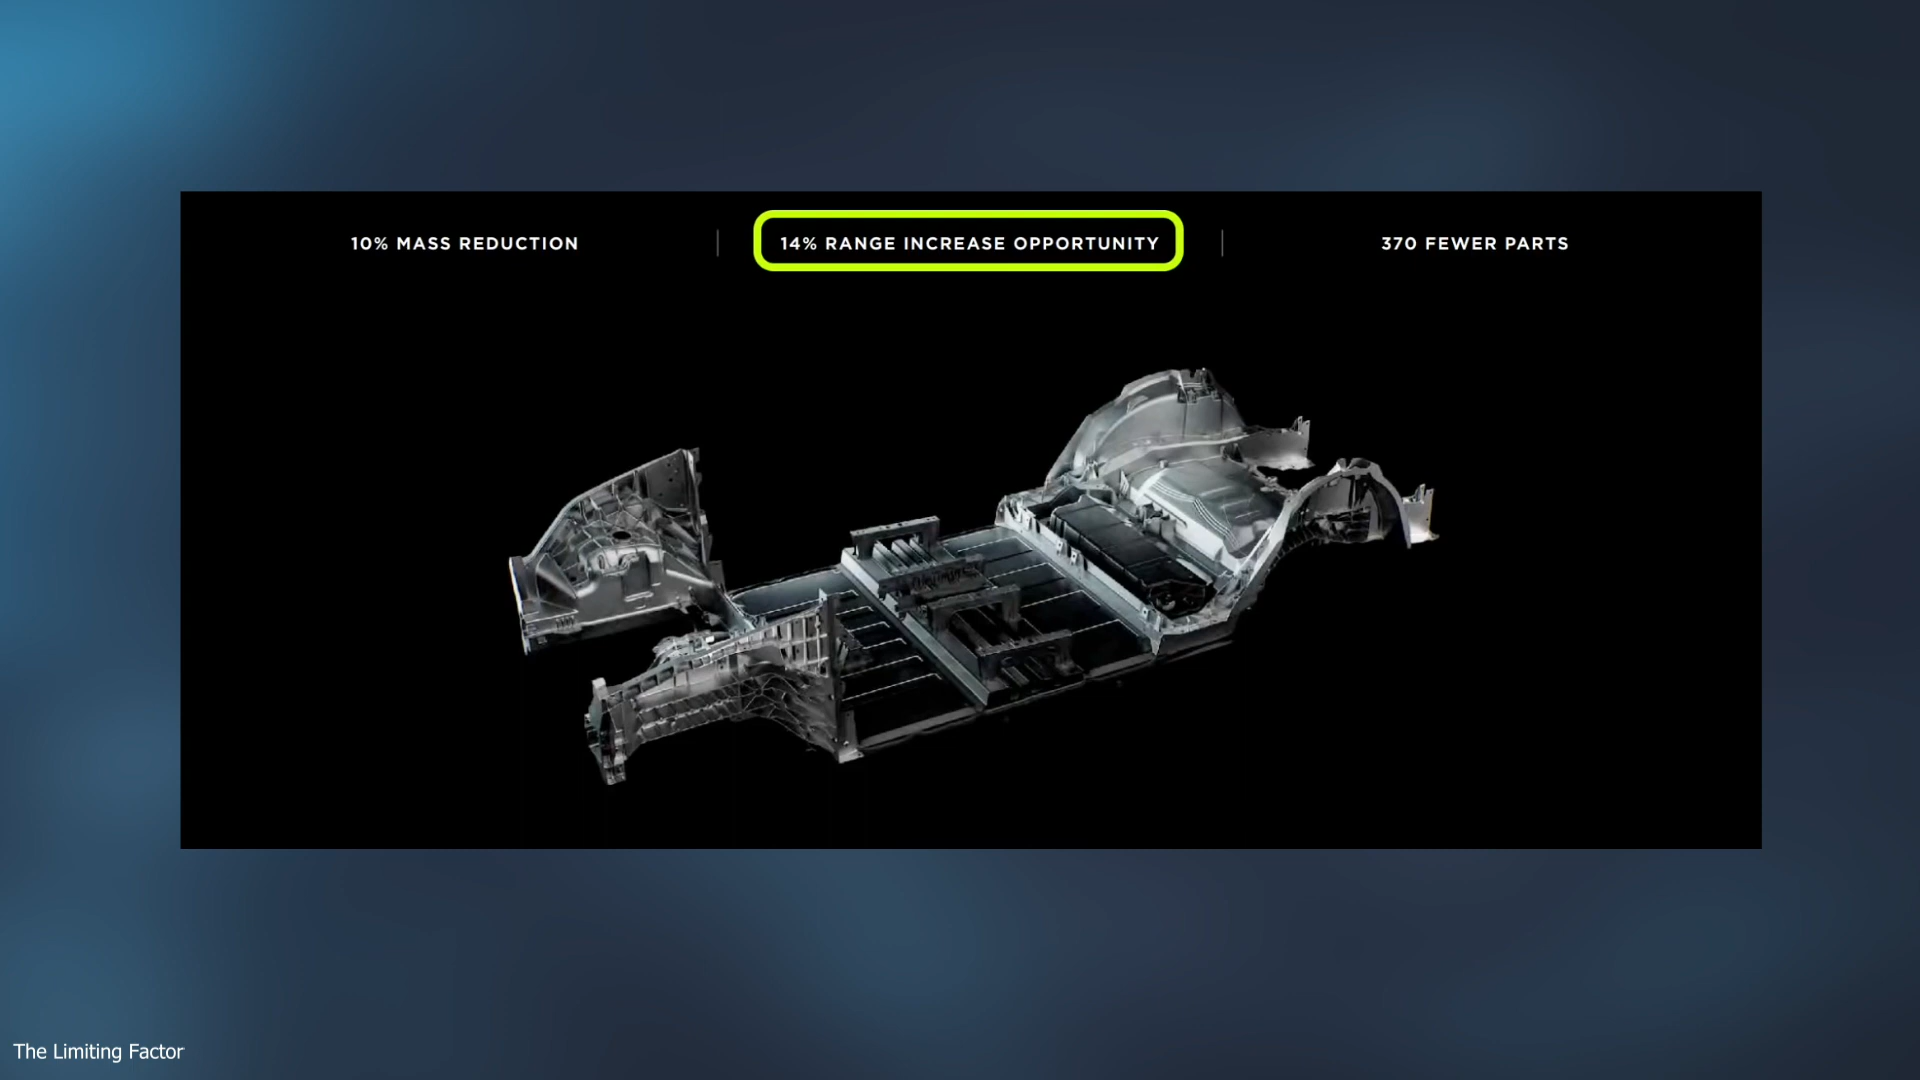 10% MASS REDUCTION
14% RANGE INCREASE OPPORTUNITY
370 FEWER PARTS
The Limiting Factor